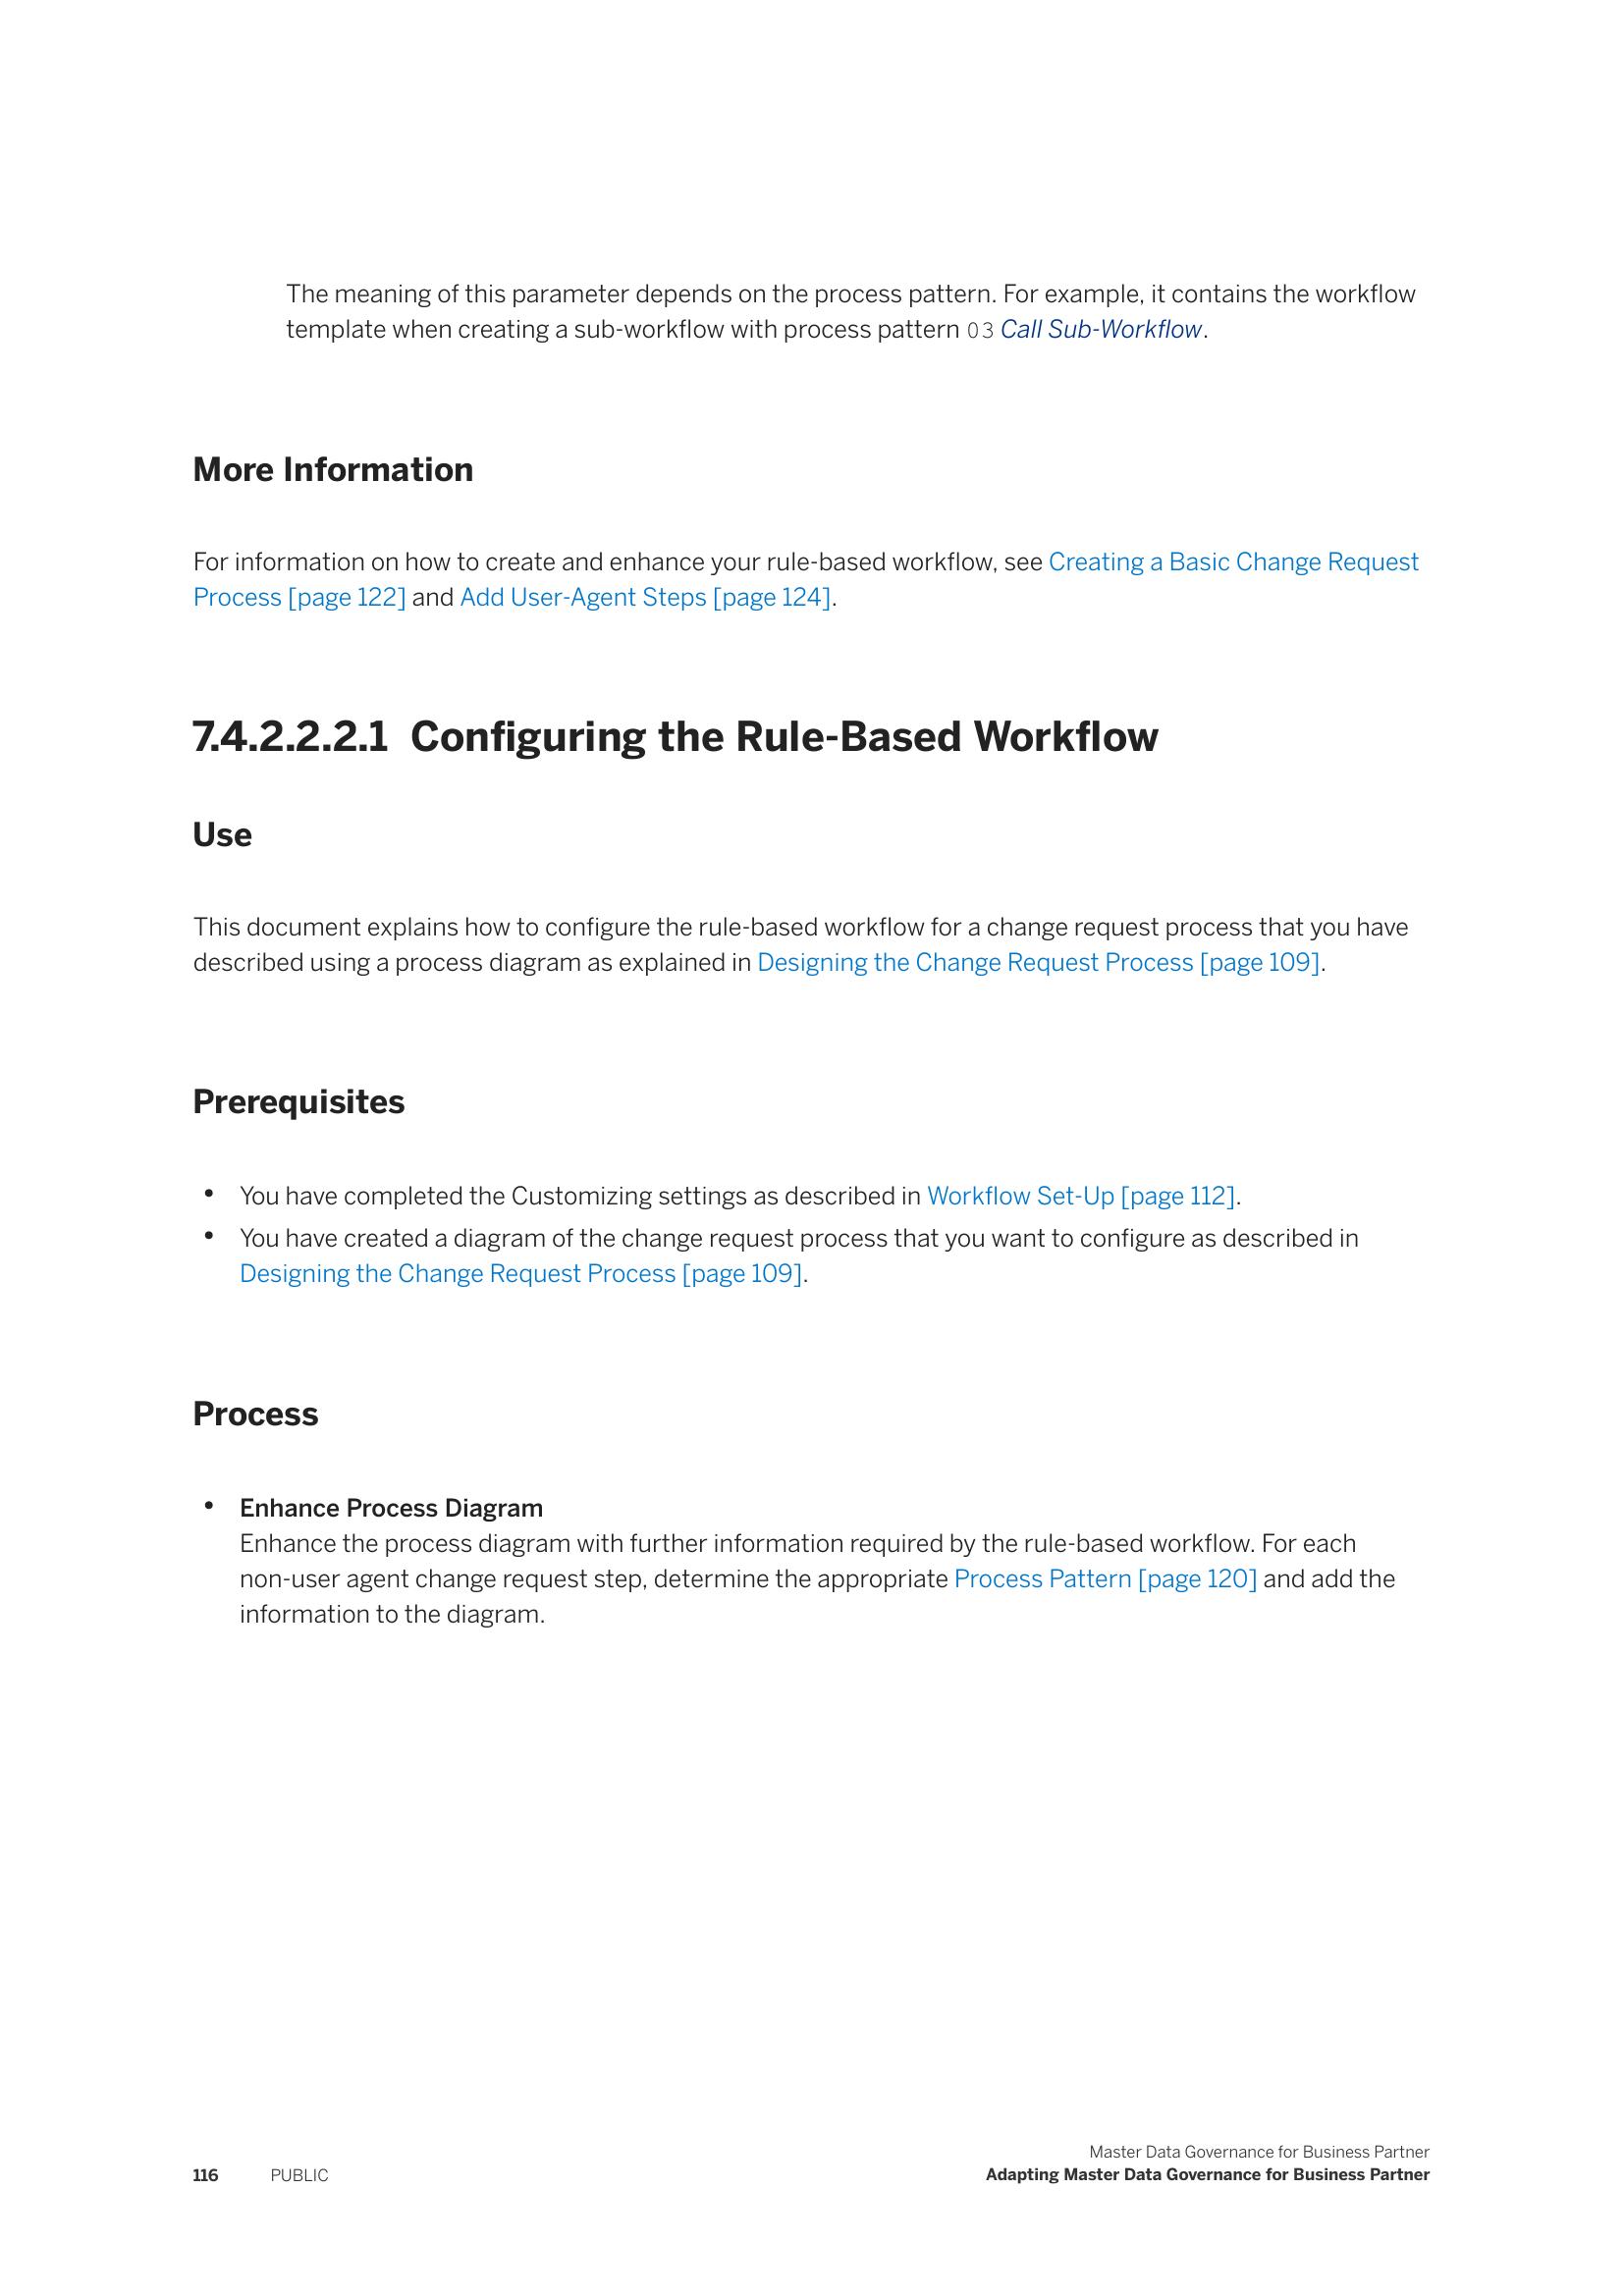 The meaning of this parameter depends on the process pattern. For example, it contains the workflow
template when creating a sub-workflow with process pattern 03 Call Sub-Workflow.
More Information
For information on how to create and enhance your rule-based workflow, see Creating a Basic Change Request
Process [page 122] and Add User-Agent Steps [page 124].
7.4.2.2.2.1 Configuring the Rule-Based Workflow
Use
This document explains how to configure the rule-based workflow for a change request process that you have
described using a process diagram as explained in Designing the Change Request Process [page 109].
Prerequisites
• You have completed the Customizing settings as described in Workflow Set-Up [page 112].
• You have created a diagram of the change request process that you want to configure as described in
Designing the Change Request Process [page 109].
Process
• Enhance Process Diagram
Enhance the process diagram with further information required by the rule-based workflow. For each
non-user agent change request step, determine the appropriate Process Pattern [page 120] and add the
information to the diagram.
Master Data Governance for Business Partner
116 PUBLIC Adapting Master Data Governance for Business Partner